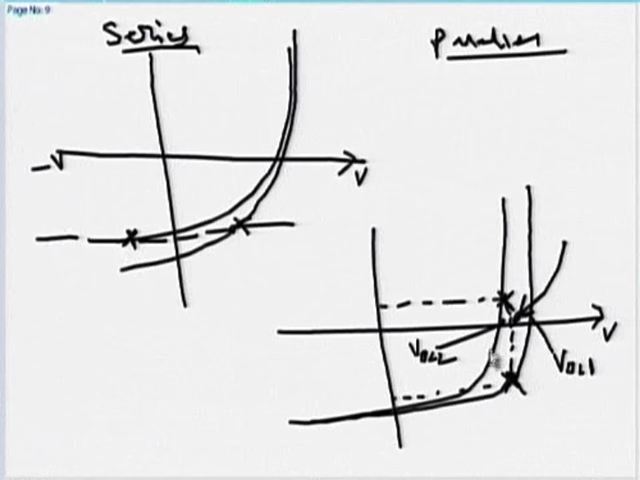 Page No: 9
Series
Parallel
-V
V
V
VOC2
VOC1